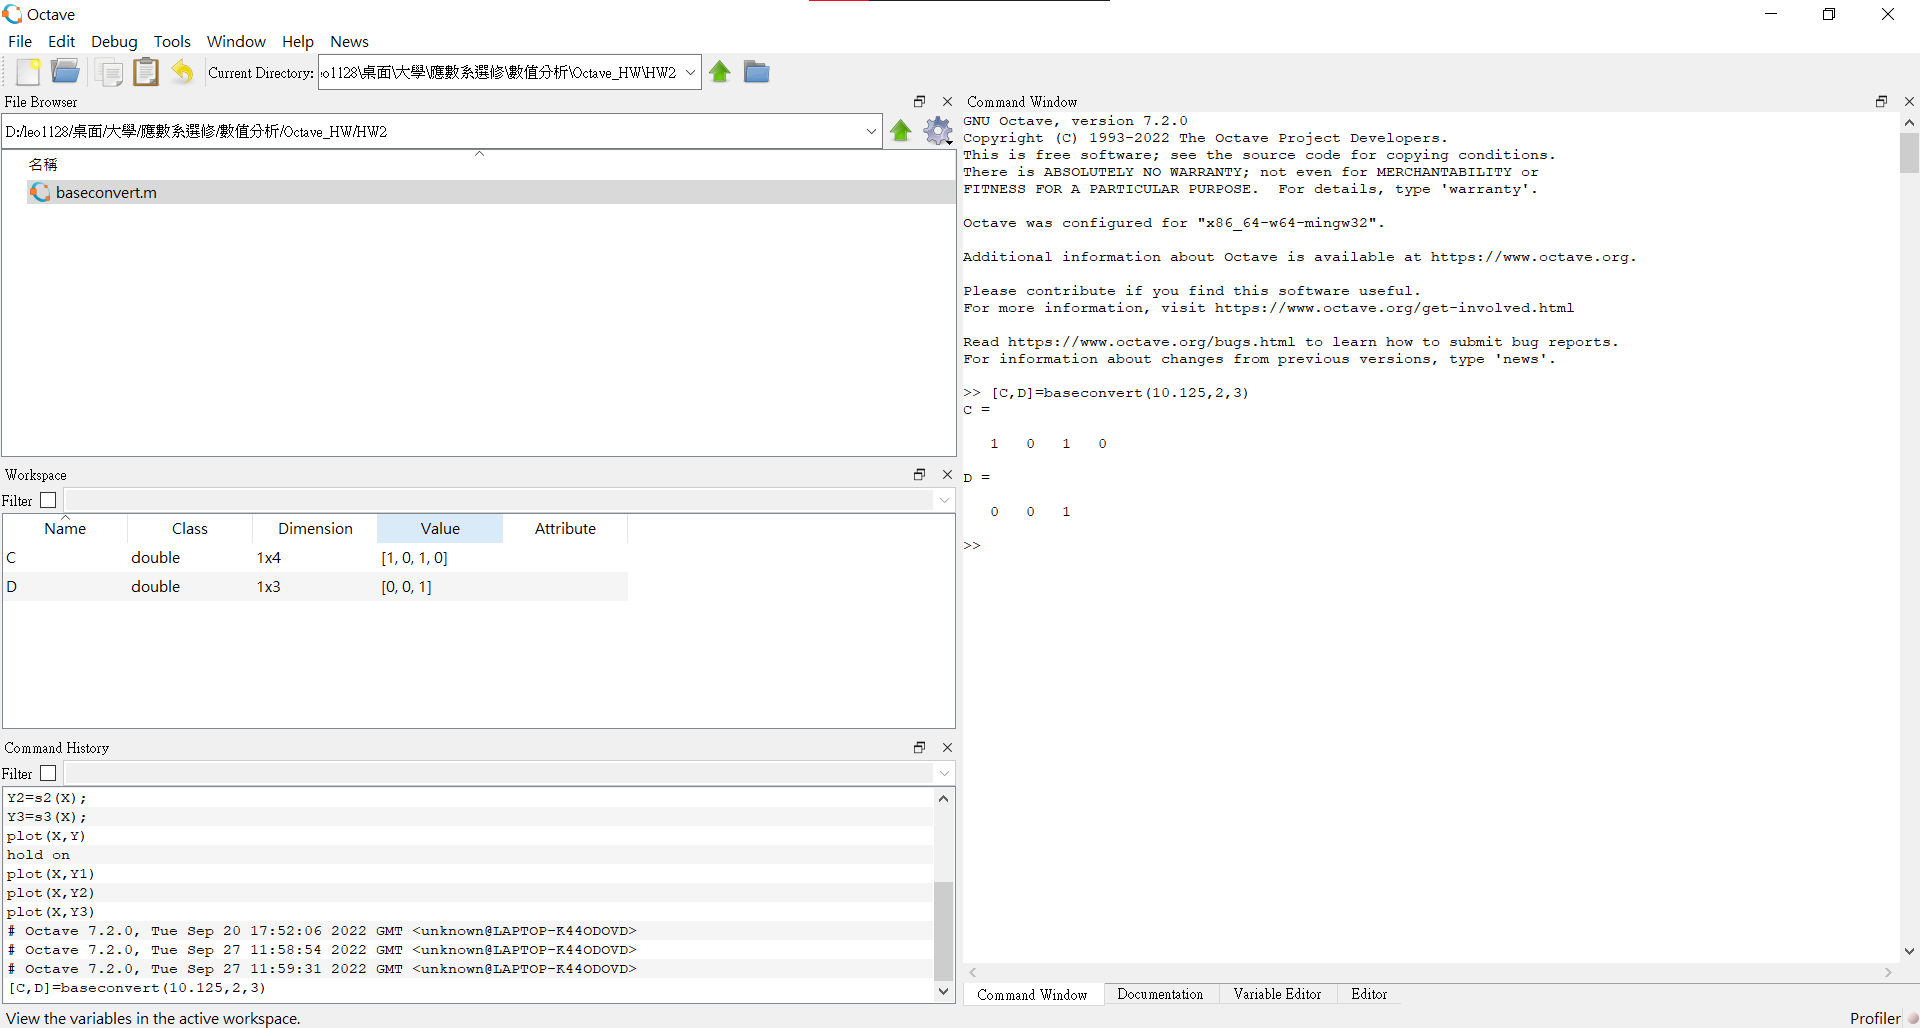 Octave
File Edit Debug Tools Window Help News
Current Directory: ɔ1128\桌面\大學\應數系選修\數值分析\Octave_HW\HW2
File Browser
D:/leo1128/桌面/大學/應數系選修/數值分析/Octave_HW/HW2
名稱
baseconvert.m
Workspace
Filter
Name Class Dimension Value Attribute
C double 1x4 [1, 0, 1, 0]
D double 1x3 [0, 0, 1]
Command History
Filter
Y2=s2(X);
Y3=s3(X);
plot(X,Y)
hold on
plot(X,Y1)
plot(X,Y2)
plot(X,Y3)
# Octave 7.2.0, Tue Sep 20 17:52:06 2022 GMT <unknown@LAPTOP-K44ODOVD>
# Octave 7.2.0, Tue Sep 27 11:58:54 2022 GMT <unknown@LAPTOP-K44ODOVD>
# Octave 7.2.0, Tue Sep 27 11:59:31 2022 GMT <unknown@LAPTOP-K44ODOVD>
[C,D]=baseconvert(10.125,2,3)
View the variables in the active workspace.
Command Window
GNU Octave, version 7.2.0
Copyright (C) 1993-2022 The Octave Project Developers.
This is free software; see the source code for copying conditions.
There is ABSOLUTELY NO WARRANTY; not even for MERCHANTABILITY or
FITNESS FOR A PARTICULAR PURPOSE.  For details, type 'warranty'.
Octave was configured for "x86_64-w64-mingw32".
Additional information about Octave is available at https://www.octave.org.
Please contribute if you find this software useful.
For more information, visit https://www.octave.org/get-involved.html
Read https://www.octave.org/bugs.html to learn how to submit bug reports.
For information about changes from previous versions, type 'news'.
>> [C,D]=baseconvert(10.125,2,3)
C =
1 0 1 0
D =
0 0 1
>>
Command Window Documentation Variable Editor Editor
Profiler